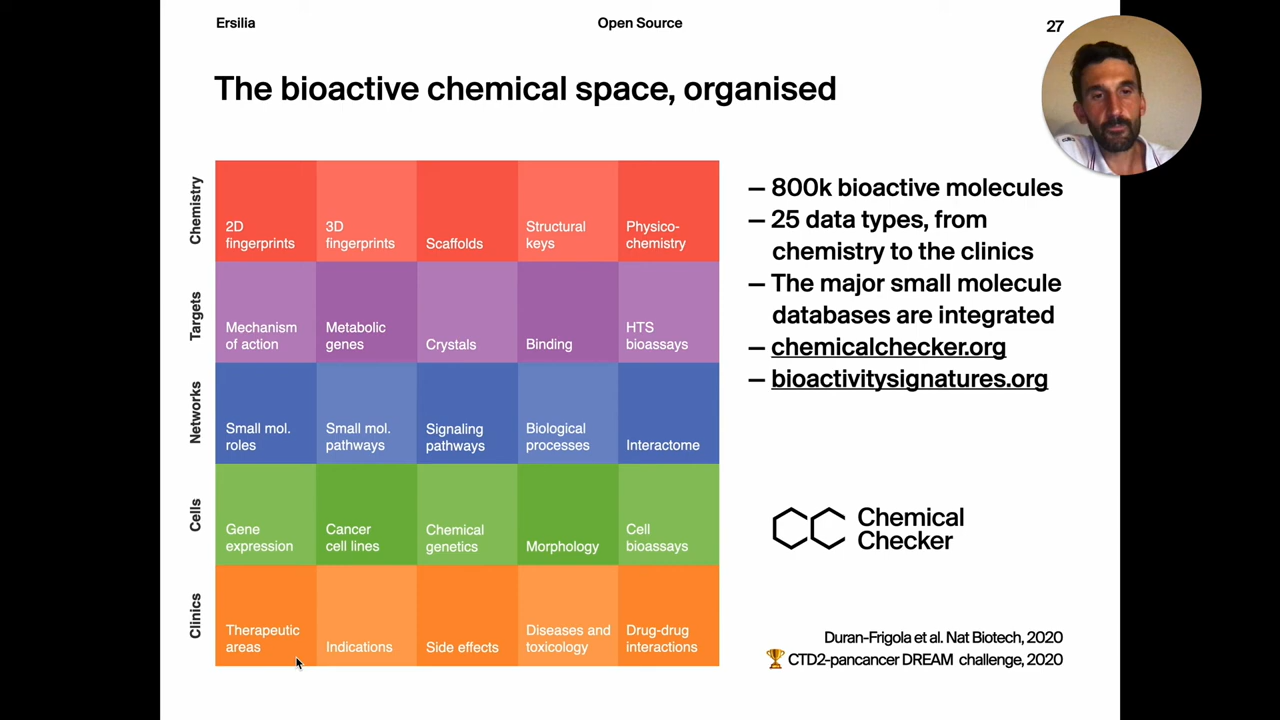 Ersilia
Open Source
27
The bioactive chemical space, organised
Chemistry
2D
fingerprints
3D
fingerprints
Scaffolds
Structural
keys
Physico-
chemistry
Targets
Mechanism
of action
Metabolic
genes
Crystals
Binding
HTS
bioassays
Networks
Small mol.
roles
Small mol.
pathways
Signaling
pathways
Biological
processes
Interactome
Cells
Gene
expression
Cancer
cell lines
Chemical
genetics
Morphology
Cell
bioassays
Clinics
Therapeutic
areas
Indications
Side effects
Diseases and
toxicology
Drug-drug
interactions
— 800k bioactive molecules
— 25 data types, from
chemistry to the clinics
— The major small molecule
databases are integrated
— chemicalchecker.org
— bioactivitysignatures.org
Chemical
Checker
Duran-Frigola et al. Nat Biotech, 2020
🏆 CTD2-pancancer DREAM challenge, 2020